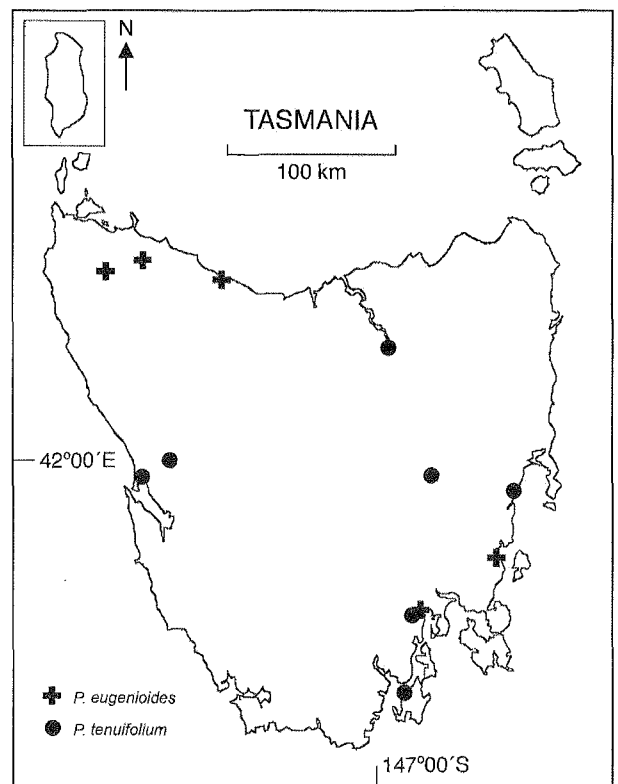 N
TASMANIA
100 km
42°00´E
P. eugenioides
P. tenuifolium
147°00´S